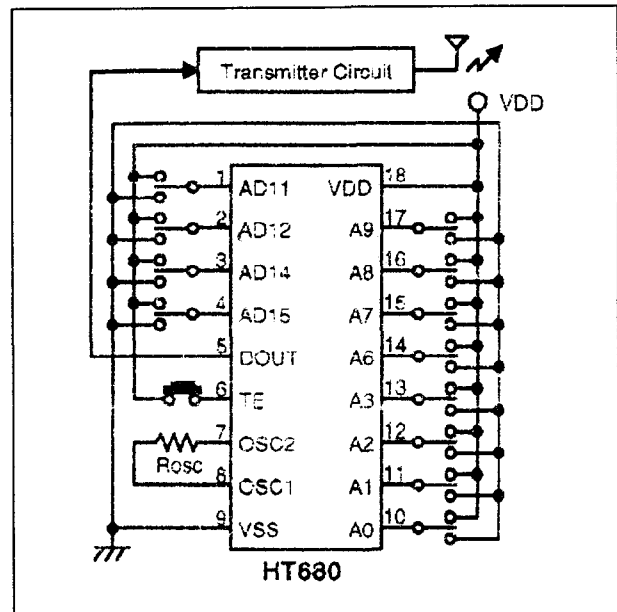 Transmitter Circuit
VDD
1 AD11 VDD 18
2 AD12 A9 17
3 AD14 A8 16
4 AD15 A7 15
5 DOUT A6 14
6 TE A3 13
7 OSC2 A2 12
Rosc
8 OSC1 A1 11
9 VSS A0 10
HT680